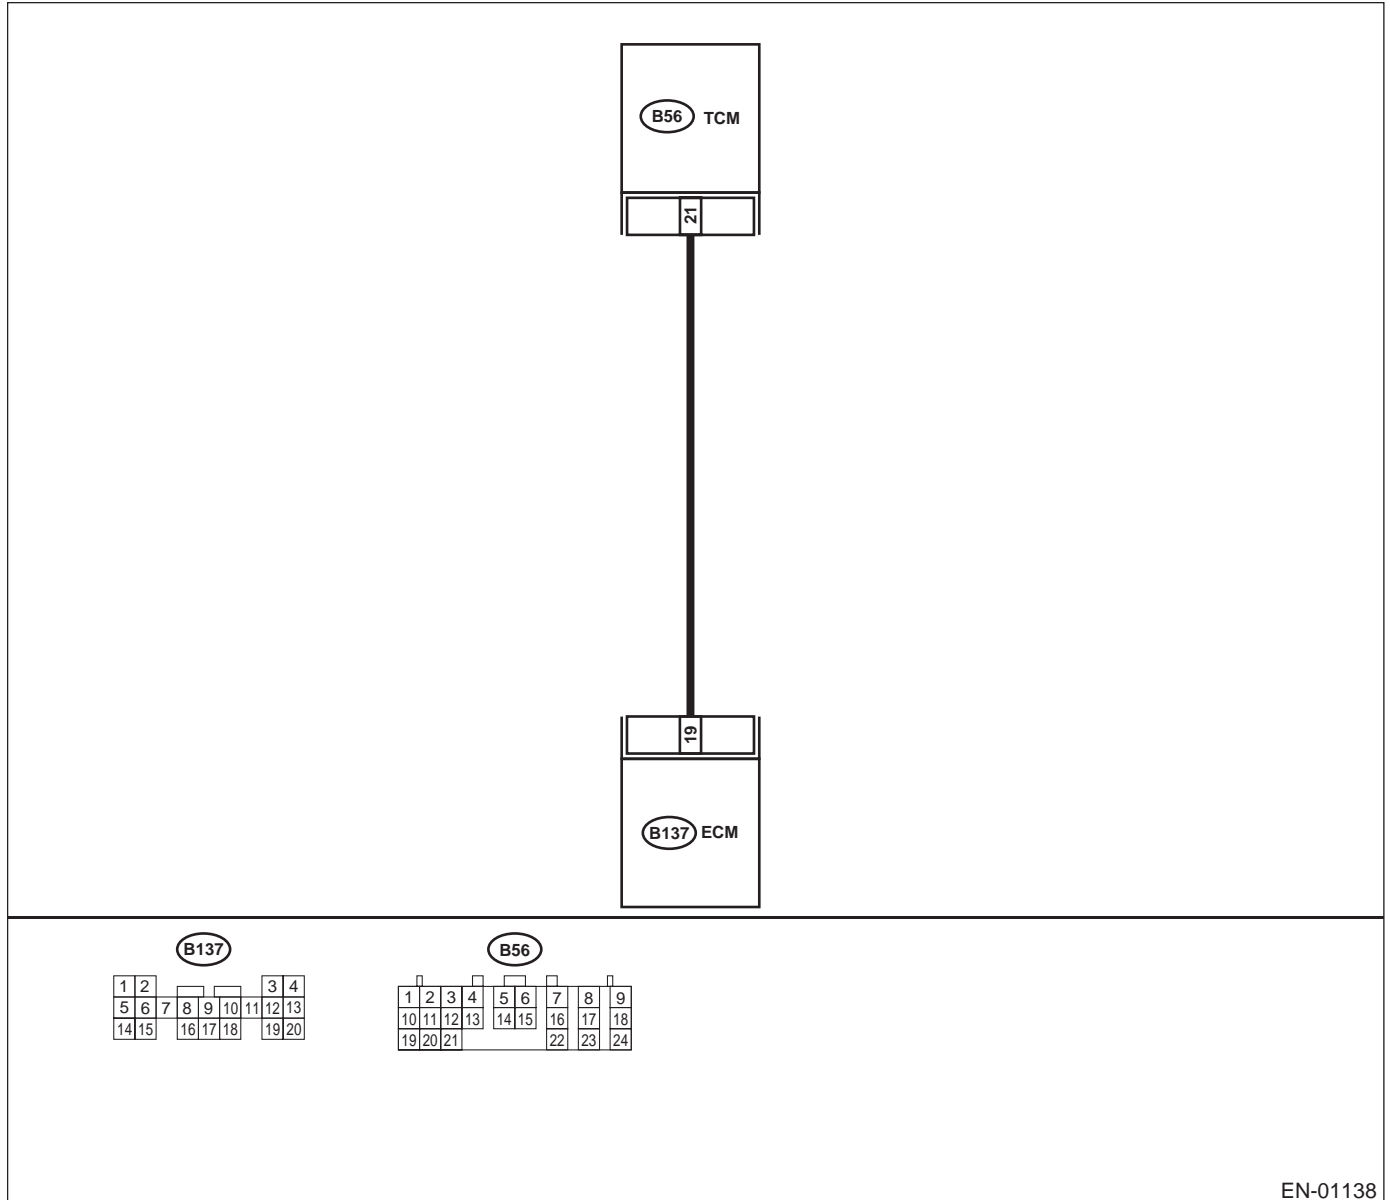 B56 TCM
21
19
B137 ECM
B137
B56
1 2 3 4
5 6 7 8 9 10 11 12 13
14 15 16 17 18 19 20
1 2 3 4 5 6 7 8 9
10 11 12 13 14 15 16 17 18
19 20 21 22 23 24
EN-01138